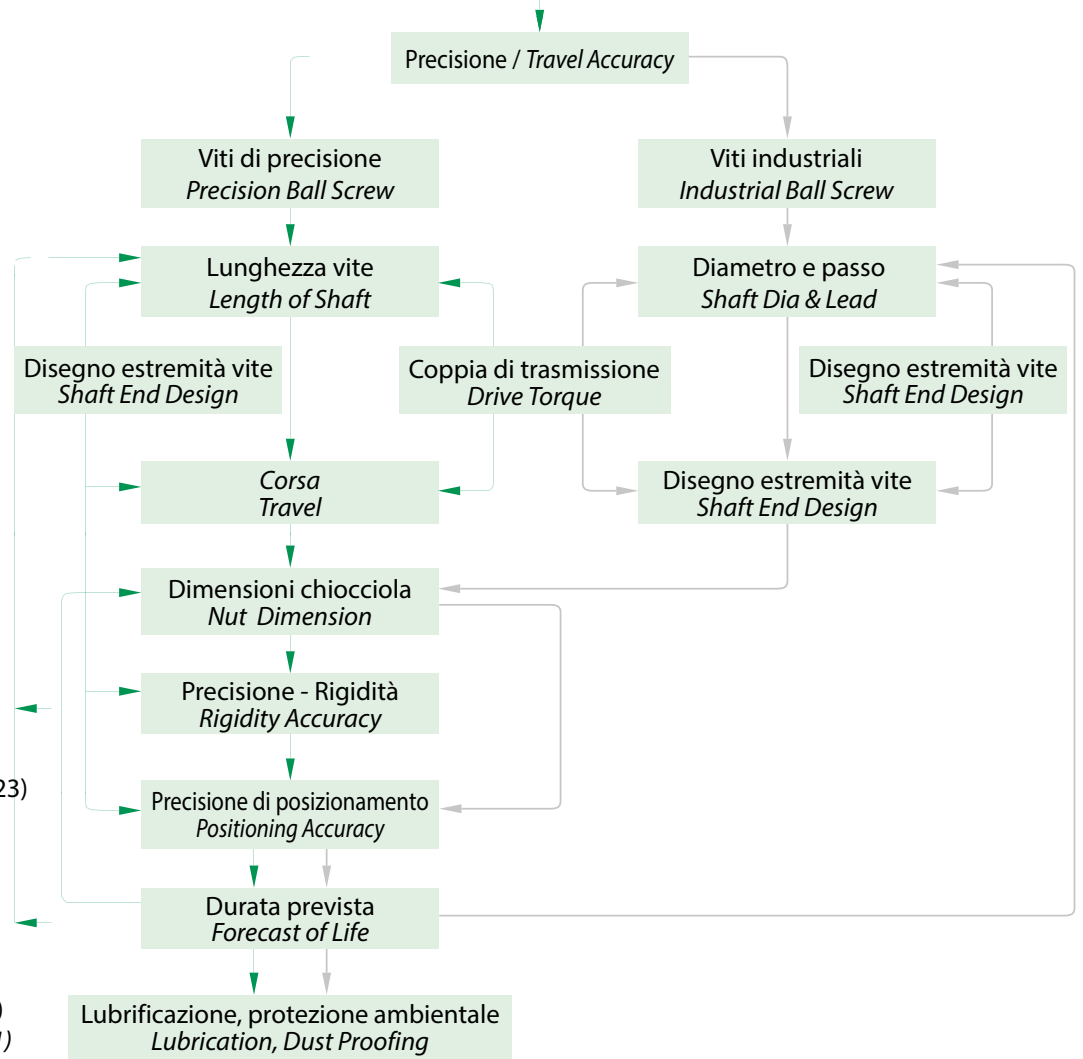 Precisione / Travel Accuracy
Viti di precisione
Precision Ball Screw
Viti industriali
Industrial Ball Screw
Lunghezza vite
Length of Shaft
Diametro e passo
Shaft Dia & Lead
Disegno estremità vite
Shaft End Design
Coppia di trasmissione
Drive Torque
Disegno estremità vite
Shaft End Design
Corsa
Travel
Disegno estremità vite
Shaft End Design
Dimensioni chiocciola
Nut Dimension
Precisione - Rigidità
Rigidity Accuracy
23)
Precisione di posizionamento
Positioning Accuracy
Durata prevista
Forecast of Life
)
Lubrificazione, protezione ambientale
Lubrication, Dust Proofing